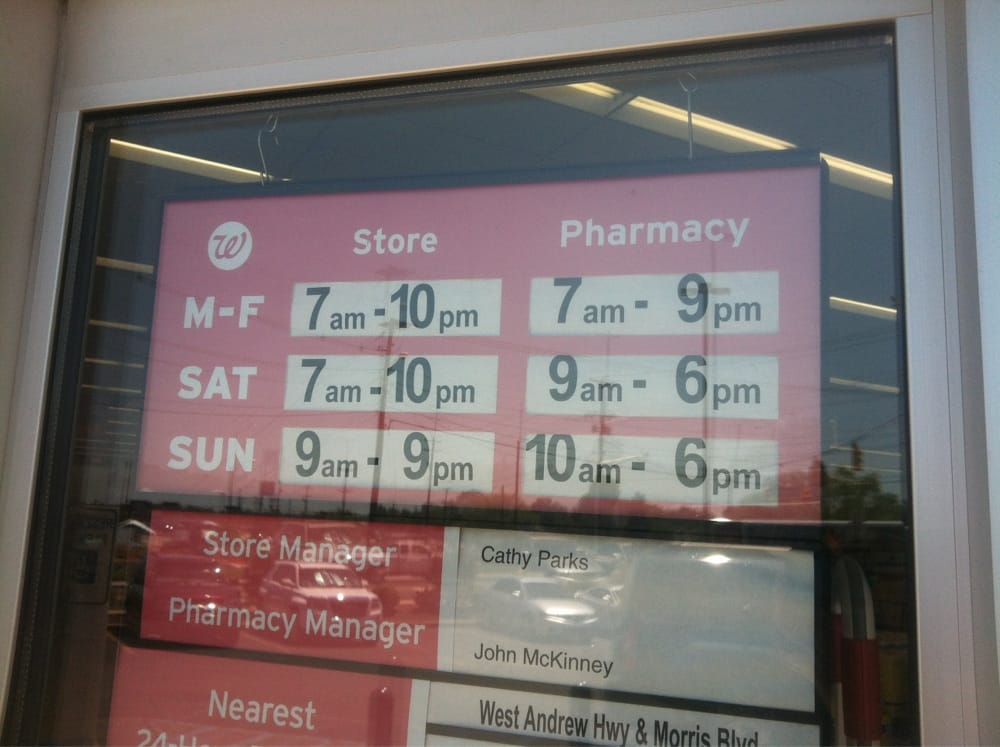 W Store Pharmacy
M-F 7am - 10pm 7am - 9pm
SAT 7am - 10pm 9am - 6pm
SUN 9am - 9pm 10am - 6pm
Store Manager Cathy Parks
Pharmacy Manager John McKinney
Nearest West Andrew Hwy & Morris Blvd